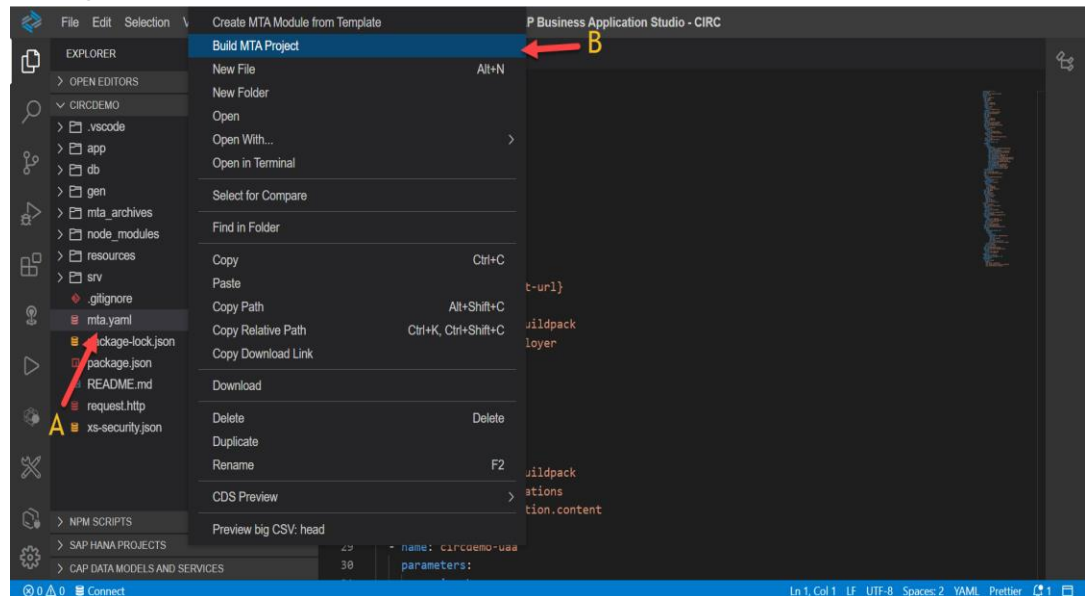 File Edit Selection V
P Business Application Studio - CIRC
EXPLORER
OPEN EDITORS
CIRCDEMO
.vscode
app
db
gen
mta_archives
node_modules
resources
srv
.gitignore
mta.yaml
package-lock.json
package.json
README.md
request.http
xs-security.json
A
NPM SCRIPTS
SAP HANA PROJECTS
CAP DATA MODELS AND SERVICES
Create MTA Module from Template
Build MTA Project
B
New File Alt+N
New Folder
Open
Open With...
Open in Terminal
Select for Compare
Find in Folder
Copy Ctrl+C
Paste
Copy Path Alt+Shift+C
Copy Relative Path Ctrl+K, Ctrl+Shift+C
Copy Download Link
Download
Delete Delete
Duplicate
Rename F2
CDS Preview
Preview big CSV: head
t-url}
uildpack
loyer
uildpack
ations
tion.content
29 - name: circdemo-uaa
30 parameters:
0 0 Connect
Ln 1, Col 1 LF UTF-8 Spaces: 2 YAML Prettier 1